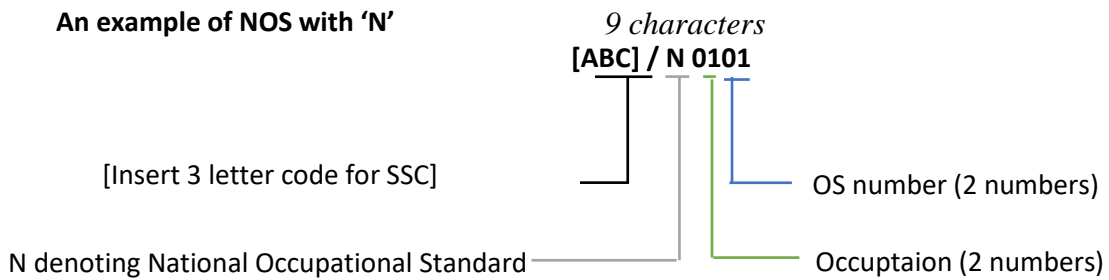 An example of NOS with ‘N’
9 characters
[ABC] / N 0101
[Insert 3 letter code for SSC]
OS number (2 numbers)
N denoting National Occupational Standard
Occuptaion (2 numbers)